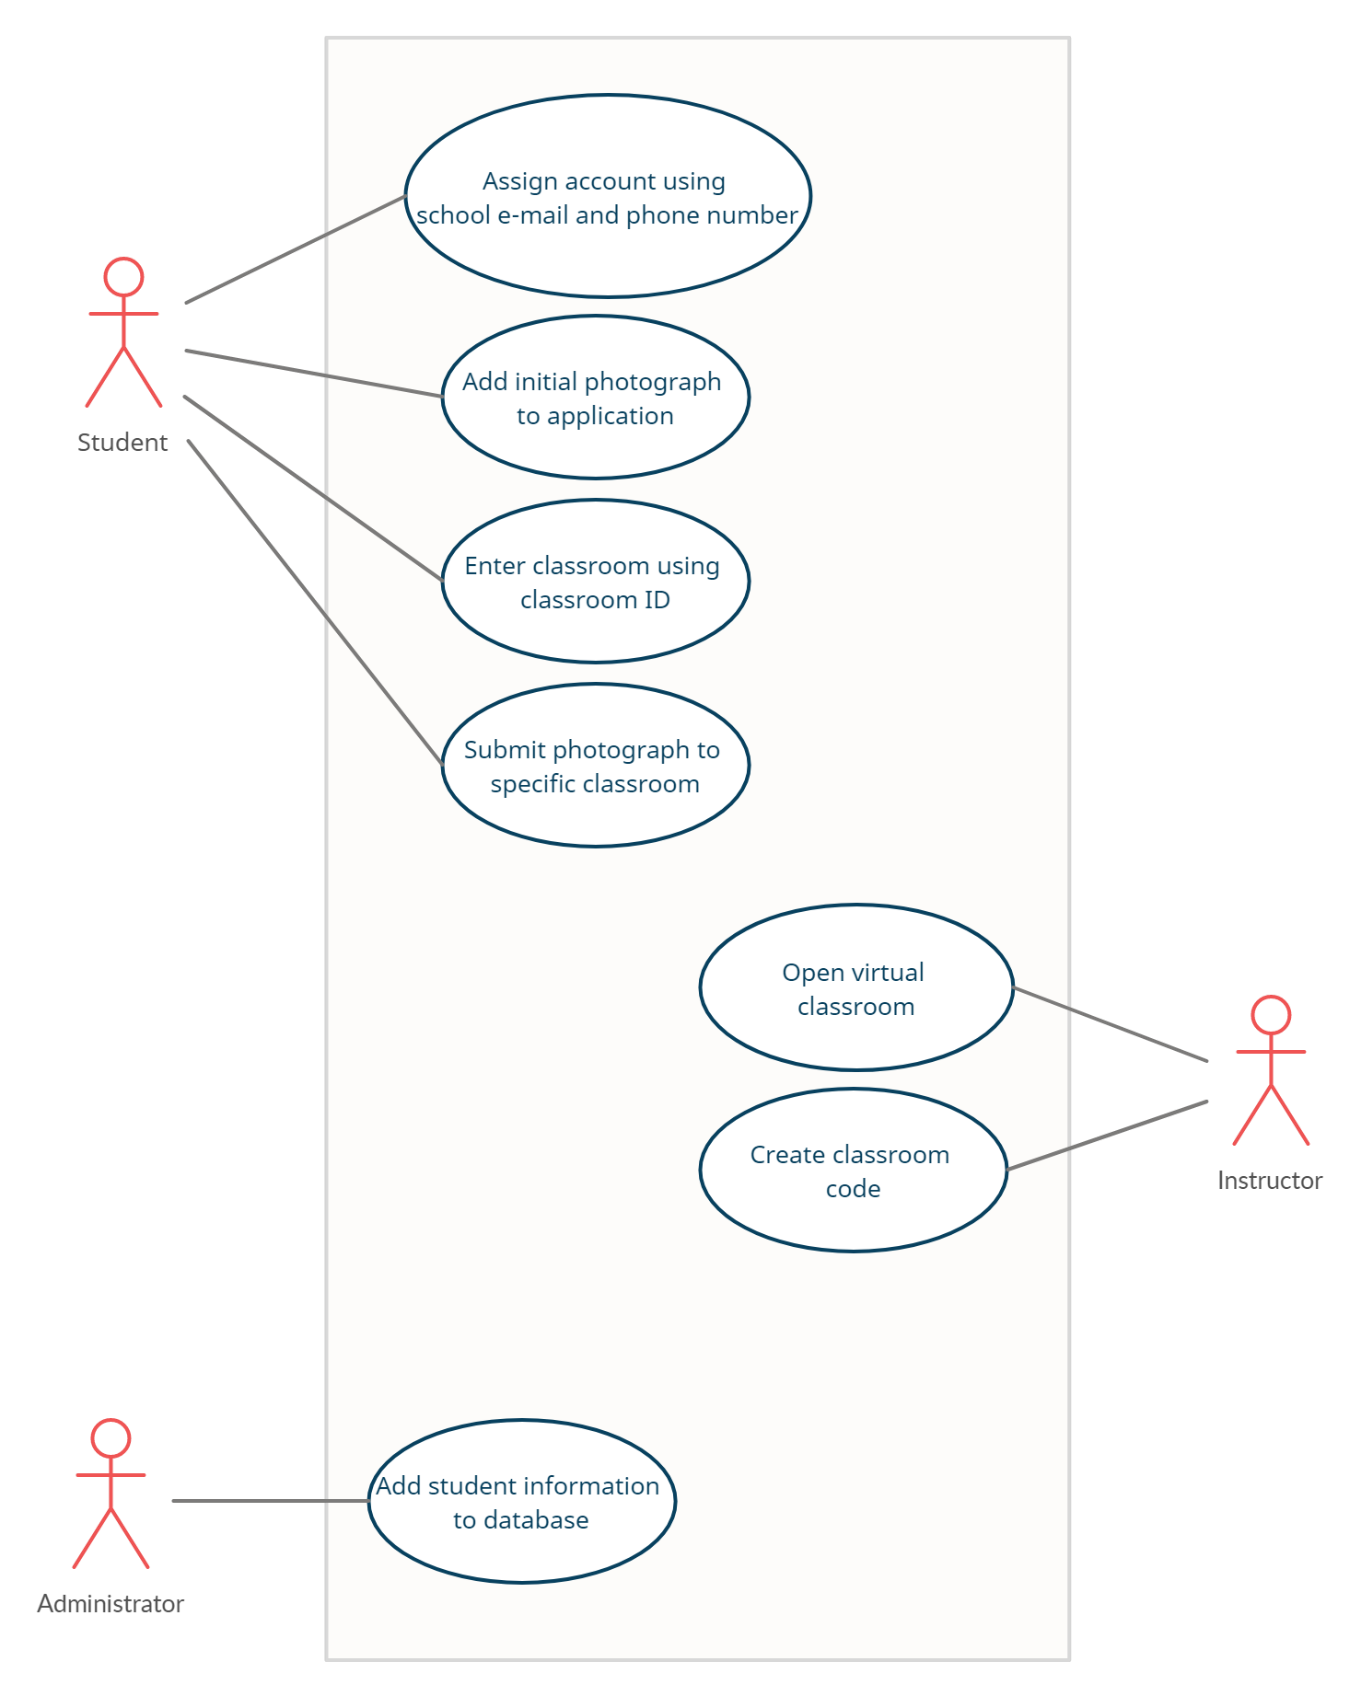 Assign account using
school e-mail and phone number
Add initial photograph
to application
Student
Enter classroom using
classroom ID
Submit photograph to
specific classroom
Open virtual
classroom
Create classroom
code
Instructor
Add student information
to database
Administrator